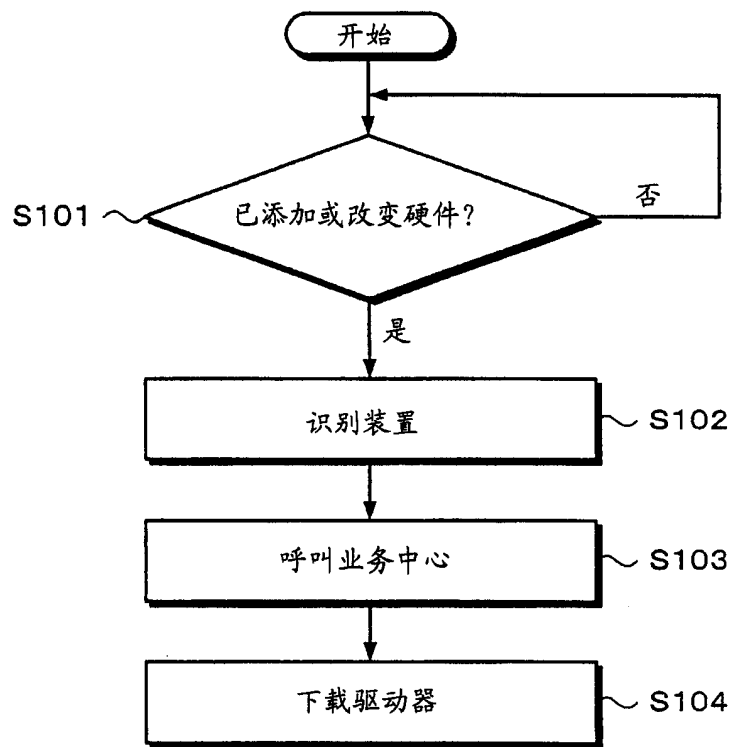 开始
S101
已添加或改变硬件?
否
是
识别装置
S102
呼叫业务中心
S103
下载驱动器
S104